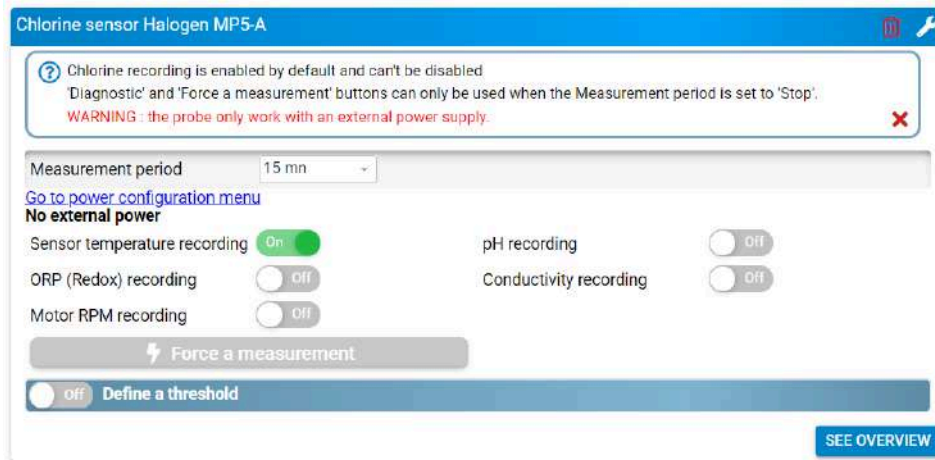 Chlorine sensor Halogen MP5-A
Chlorine recording is enabled by default and can't be disabled
'Diagnostic' and 'Force a measurement' buttons can only be used when the Measurement period is set to 'Stop'.
WARNING : the probe only work with an external power supply.
Measurement period 15 mn
Go to power configuration menu
No external power
Sensor temperature recording On pH recording Off
ORP (Redox) recording Off Conductivity recording Off
Motor RPM recording Off
Force a measurement
Off Define a threshold
SEE OVERVIEW